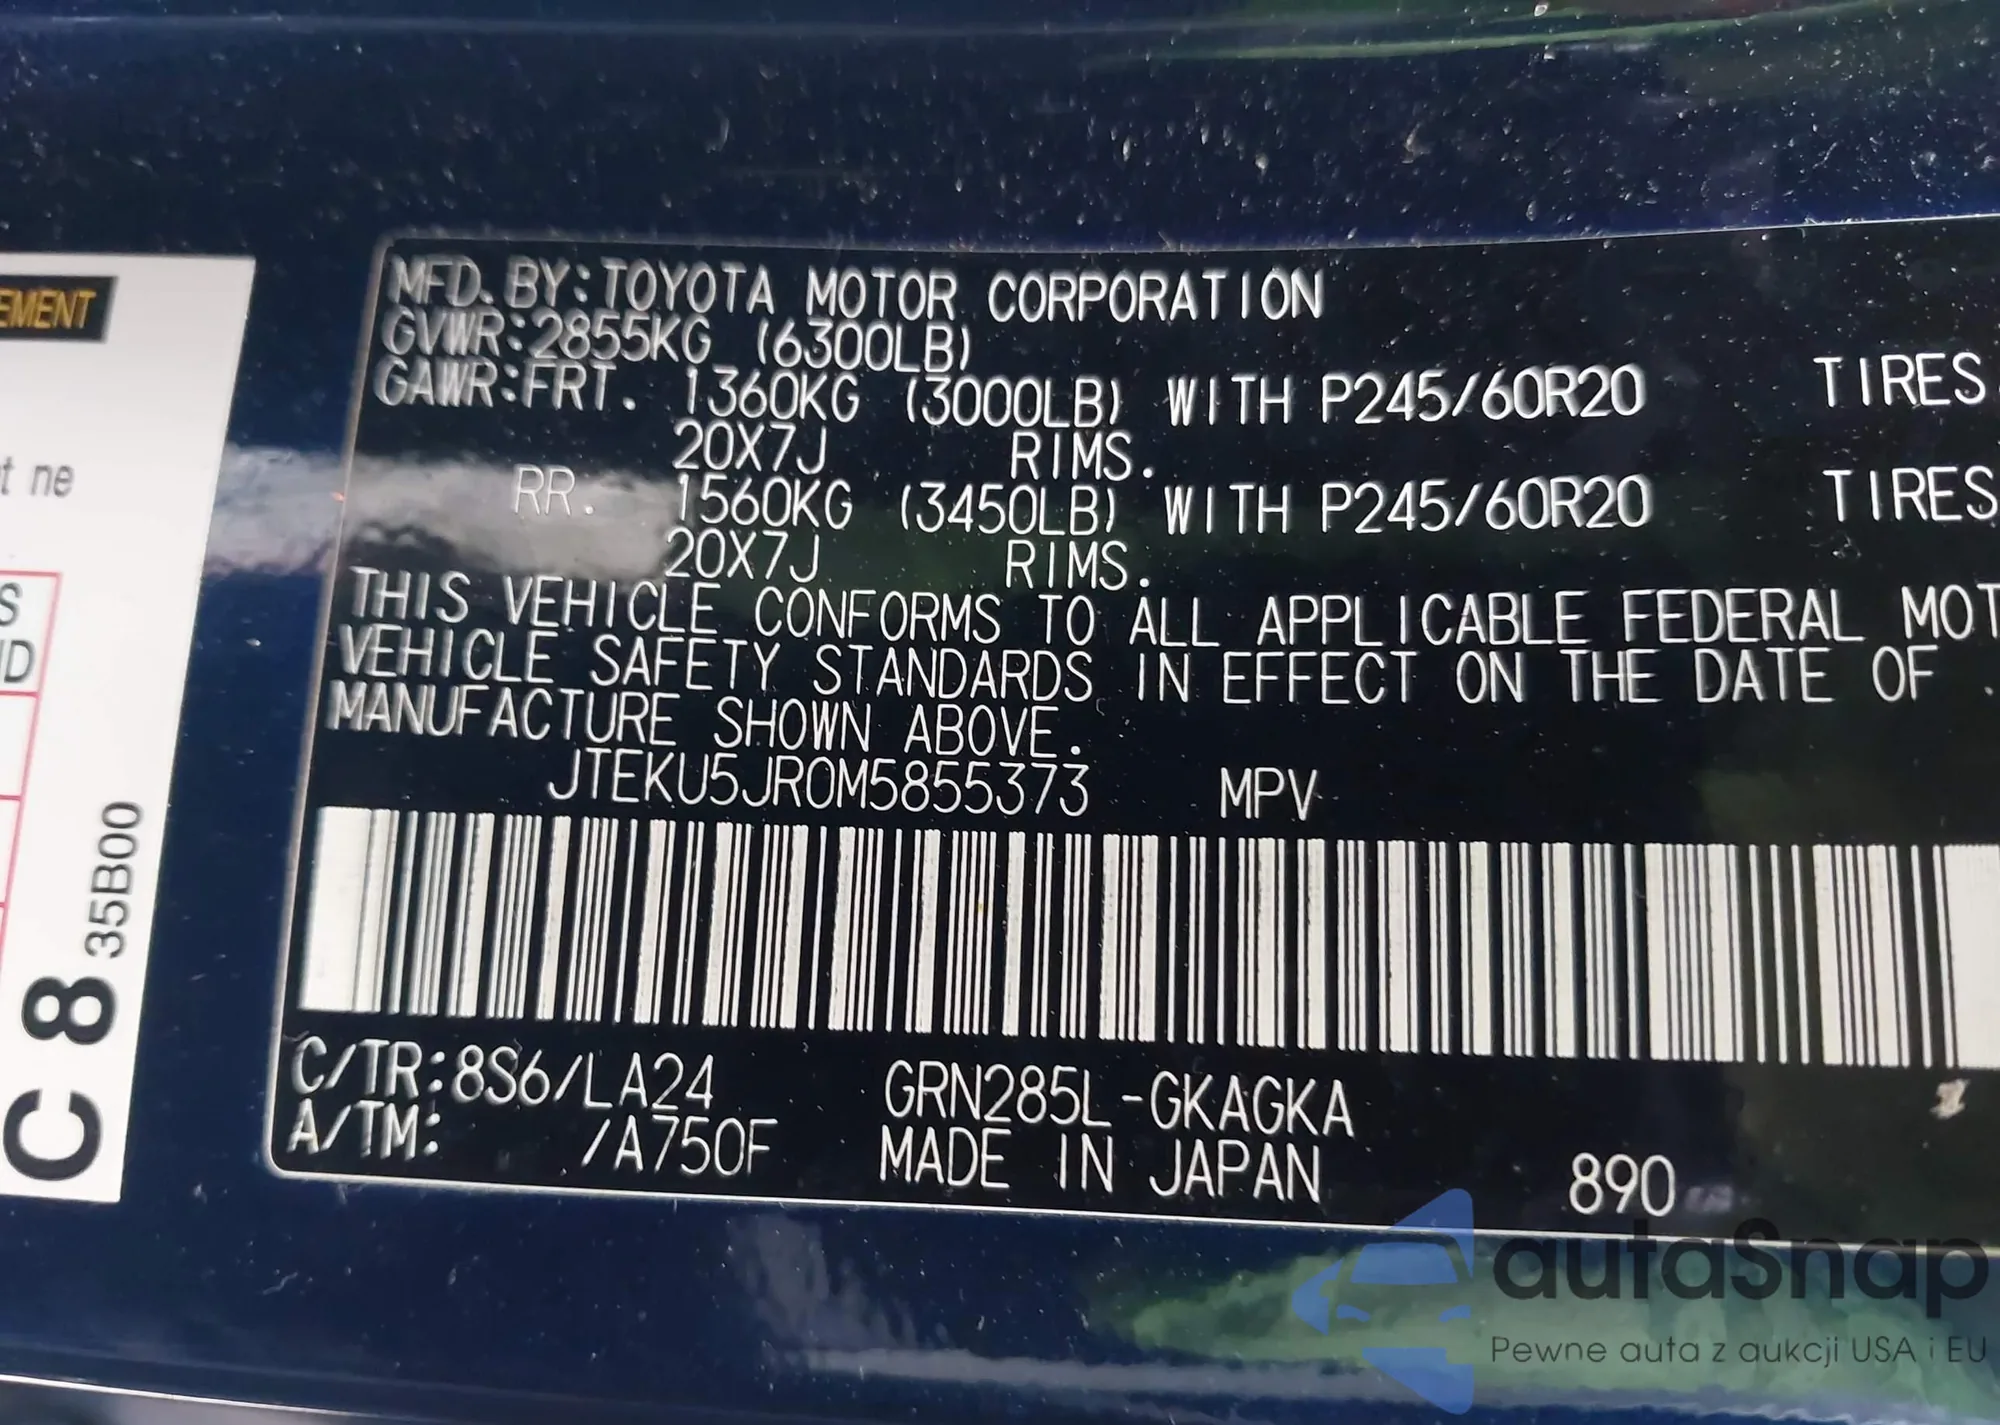 EMENT
t ne
S
ND
C 8 35B00
MFD. BY: TOYOTA MOTOR CORPORATION
GVWR: 2855KG (6300LB)
GAWR: FRT. 1360KG (3000LB) WITH P245/60R20 TIRES
20X7J RIMS.
RR. 1560KG (3450LB) WITH P245/60R20 TIRES
20X7J RIMS.
THIS VEHICLE CONFORMS TO ALL APPLICABLE FEDERAL MOT
VEHICLE SAFETY STANDARDS IN EFFECT ON THE DATE OF
MANUFACTURE SHOWN ABOVE.
JTEKU5JR0M5855373 MPV
C/TR: 8S6/LA24 GRN285L-GKAGKA
A/TM: /A750F MADE IN JAPAN 890
autaSnap
Pewne auta z aukcji USA i EU